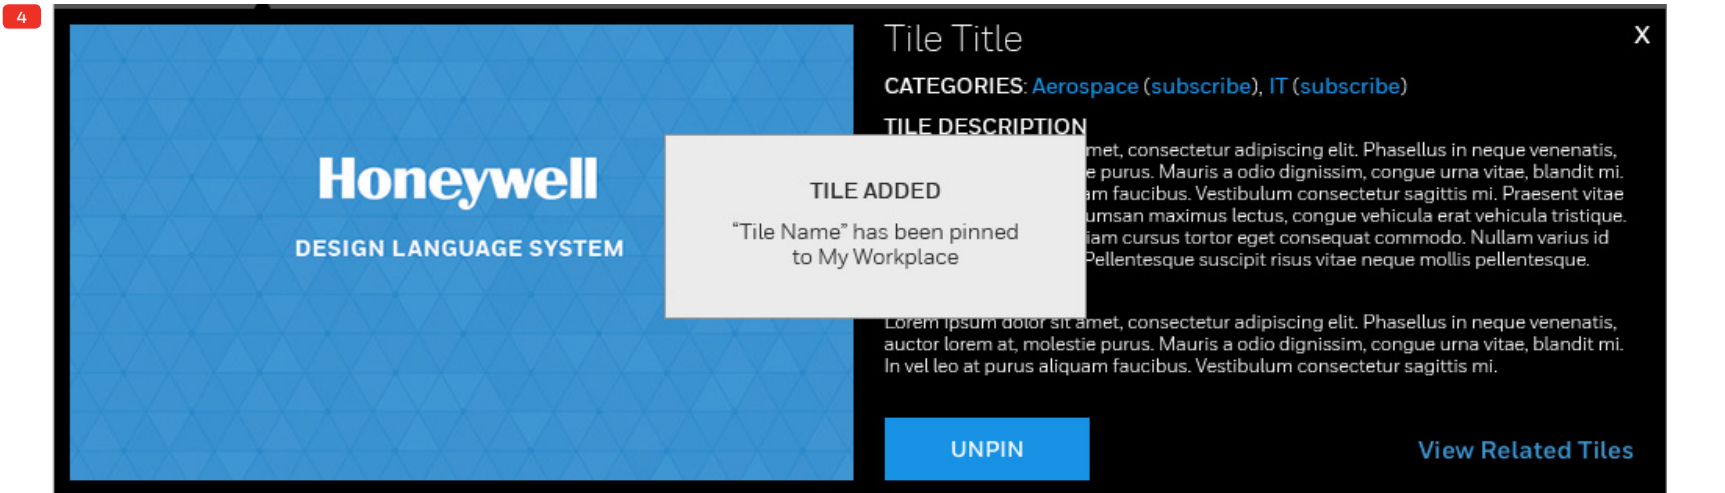 4
Tile Title
X
CATEGORIES: Aerospace (subscribe), IT (subscribe)
TILE DESCRIPTION
met, consectetur adipiscing elit. Phasellus in neque venenatis,
e purus. Mauris a odio dignissim, congue urna vitae, blandit mi.
am faucibus. Vestibulum consectetur sagittis mi. Praesent vitae
umsan maximus lectus, congue vehicula erat vehicula tristique.
iam cursus tortor eget consequat commodo. Nullam varius id
Pellentesque suscipit risus vitae neque mollis pellentesque.
Honeywell
DESIGN LANGUAGE SYSTEM
TILE ADDED
“Tile Name” has been pinned
to My Workplace
Lorem ipsum dolor sit amet, consectetur adipiscing elit. Phasellus in neque venenatis,
auctor lorem at, molestie purus. Mauris a odio dignissim, congue urna vitae, blandit mi.
In vel leo at purus aliquam faucibus. Vestibulum consectetur sagittis mi.
UNPIN
View Related Tiles